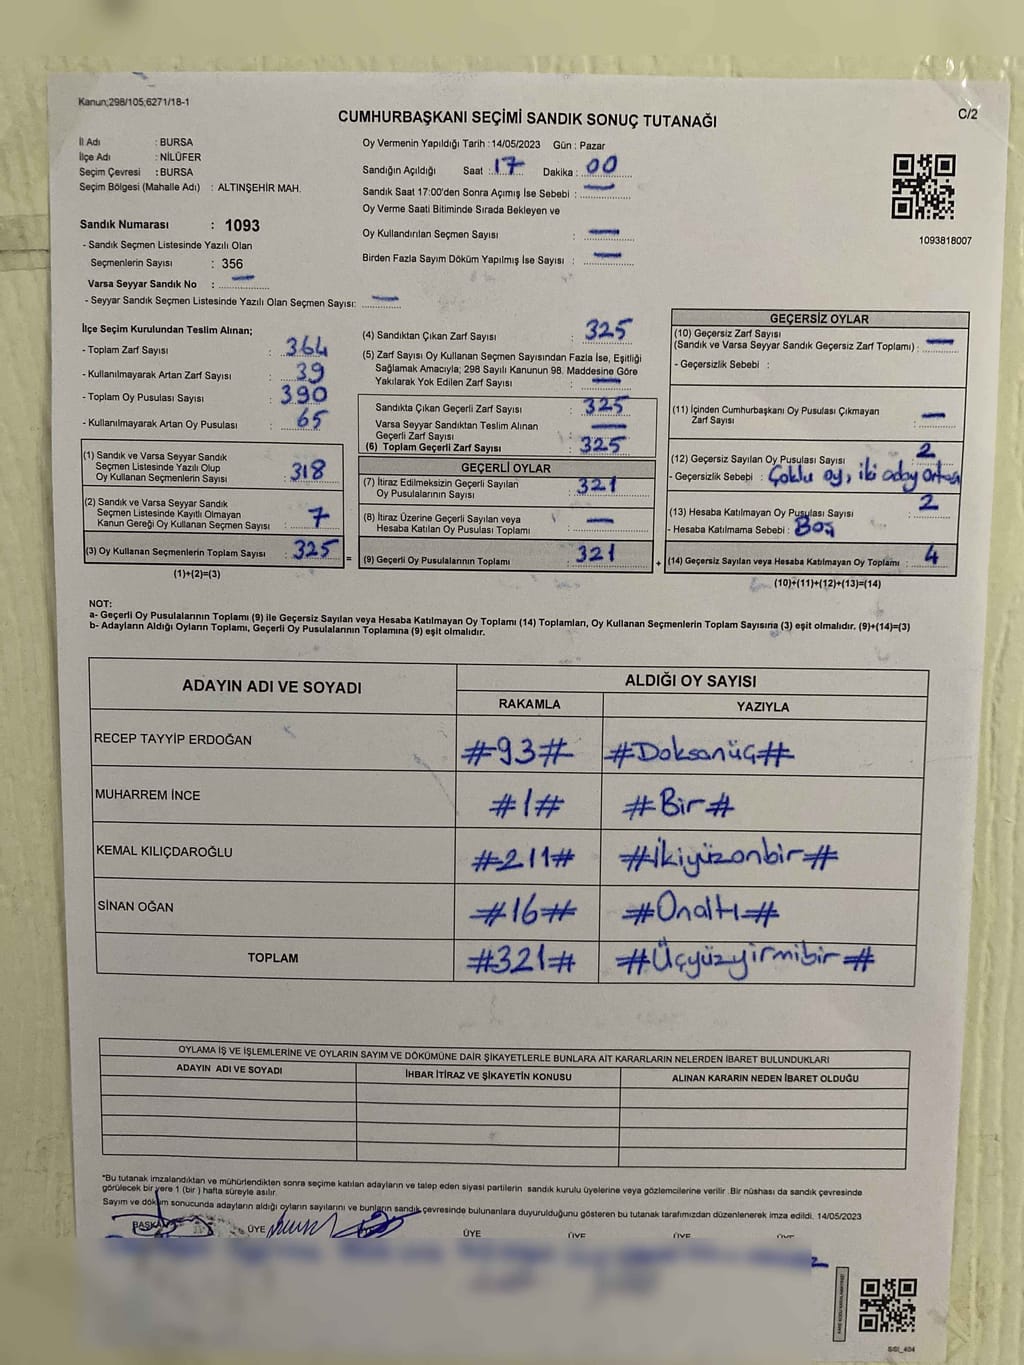 Kanun;298/105;6271/18-1
C/2
CUMHURBAŞKANI SEÇİMİ SANDIK SONUÇ TUTANAĞI
İl Adı : BURSA
İlçe Adı : NİLÜFER
Seçim Çevresi : BURSA
Seçim Bölgesi (Mahalle Adı) : ALTINŞEHİR MAH.
Sandık Numarası : 1093
- Sandık Seçmen Listesinde Yazılı Olan
Seçmenlerin Sayısı : 356
Varsa Seyyar Sandık No : —
- Seyyar Sandık Seçmen Listesinde Yazılı Olan Seçmen Sayısı: —
Oy Vermenin Yapıldığı Tarih : 14/05/2023 Gün : Pazar
Sandığın Açıldığı Saat : 17 Dakika : 00
Sandık Saat 17:00'den Sonra Açımış İse Sebebi : —
Oy Verme Saati Bitiminde Sırada Bekleyen ve
Oy Kullandırılan Seçmen Sayısı : —
Birden Fazla Sayım Döküm Yapılmış İse Sayısı : —
1093818007
İlçe Seçim Kurulundan Teslim Alınan;
- Toplam Zarf Sayısı : 364
- Kullanılmayarak Artan Zarf Sayısı : 39
- Toplam Oy Pusulası Sayısı : 390
- Kullanılmayarak Artan Oy Pusulası : 65
(1) Sandık ve Varsa Seyyar Sandık
Seçmen Listesinde Yazılı Olup
Oy Kullanan Seçmenlerin Sayısı : 318
(2) Sandık ve Varsa Seyyar Sandık
Seçmen Listesinde Kayıtlı Olmayan
Kanun Gereği Oy Kullanan Seçmen Sayısı : 7
(3) Oy Kullanan Seçmenlerin Toplam Sayısı : 325 =
(1)+(2)=(3)
(4) Sandıktan Çıkan Zarf Sayısı : 325
(5) Zarf Sayısı Oy Kullanan Seçmen Sayısından Fazla İse, Eşitliği
Sağlamak Amacıyla; 298 Sayılı Kanunun 98. Maddesine Göre
Yakılarak Yok Edilen Zarf Sayısı : —
Sandıkta Çıkan Geçerli Zarf Sayısı : 325
Varsa Seyyar Sandıktan Teslim Alınan
Geçerli Zarf Sayısı : —
(6) Toplam Geçerli Zarf Sayısı : 325
GEÇERLİ OYLAR
(7) İtiraz Edilmeksizin Geçerli Sayılan
Oy Pusulalarının Sayısı : 321
(8) İtiraz Üzerine Geçerli Sayılan veya
Hesaba Katılan Oy Pusulası Toplamı : —
(9) Geçerli Oy Pusulalarının Toplamı : 321 +
GEÇERSİZ OYLAR
(10) Geçersiz Zarf Sayısı
(Sandık ve Varsa Seyyar Sandık Geçersiz Zarf Toplamı) : —
- Geçersizlik Sebebi :
(11) İçinden Cumhurbaşkanı Oy Pusulası Çıkmayan
Zarf Sayısı : —
(12) Geçersiz Sayılan Oy Pusulası Sayısı : 2
- Geçersizlik Sebebi : Çoklu oy, iki aday ortası
(13) Hesaba Katılmayan Oy Pusulası Sayısı : 2
- Hesaba Katılmama Sebebi : Boş
(14) Geçersiz Sayılan veya Hesaba Katılmayan Oy Toplamı : 4
(10)+(11)+(12)+(13)=(14)
NOT:
a- Geçerli Oy Pusulalarının Toplamı (9) ile Geçersiz Sayılan veya Hesaba Katılmayan Oy Toplamı (14) Toplamları, Oy Kullanan Seçmenlerin Toplam Sayısına (3) eşit olmalıdır. (9)+(14)=(3)
b- Adayların Aldığı Oyların Toplamı, Geçerli Oy Pusulalarının Toplamına (9) eşit olmalıdır.
ADAYIN ADI VE SOYADI ALDIĞI OY SAYISI
RAKAMLA YAZIYLA
RECEP TAYYİP ERDOĞAN #93# #Doksanüç#
MUHARREM İNCE #1# #Bir#
KEMAL KILIÇDAROĞLU #211# #İkiyüzonbir#
SİNAN OĞAN #16# #Onaltı#
TOPLAM #321# #Üçyüzyirmibir#
OYLAMA İŞ VE İŞLEMLERİNE VE OYLARIN SAYIM VE DÖKÜMÜNE DAİR ŞİKAYETLERLE BUNLARA AİT KARARLARIN NELERDEN İBARET BULUNDUKLARI
ADAYIN ADI VE SOYADI İHBAR İTİRAZ VE ŞİKAYETİN KONUSU ALINAN KARARIN NEDEN İBARET OLDUĞU
*Bu tutanak imzalandıktan ve mühürlendikten sonra seçime katılan adayların ve talep eden siyasi partilerin sandık kurulu üyelerine veya gözlemcilerine verilir. Bir nüshası da sandık çevresinde
görülecek bir yere 1 (bir) hafta süreyle asılır.
Sayım ve döküm sonucunda adayların aldığı oyların sayılarını ve bunların sandık çevresinde bulunanlara duyurulduğunu gösteren bu tutanak tarafımızdan düzenlenerek imza edildi. 14/05/2023
BAŞKAN ÜYE ÜYE ÜYE ÜYE ÜYE
SSI_404